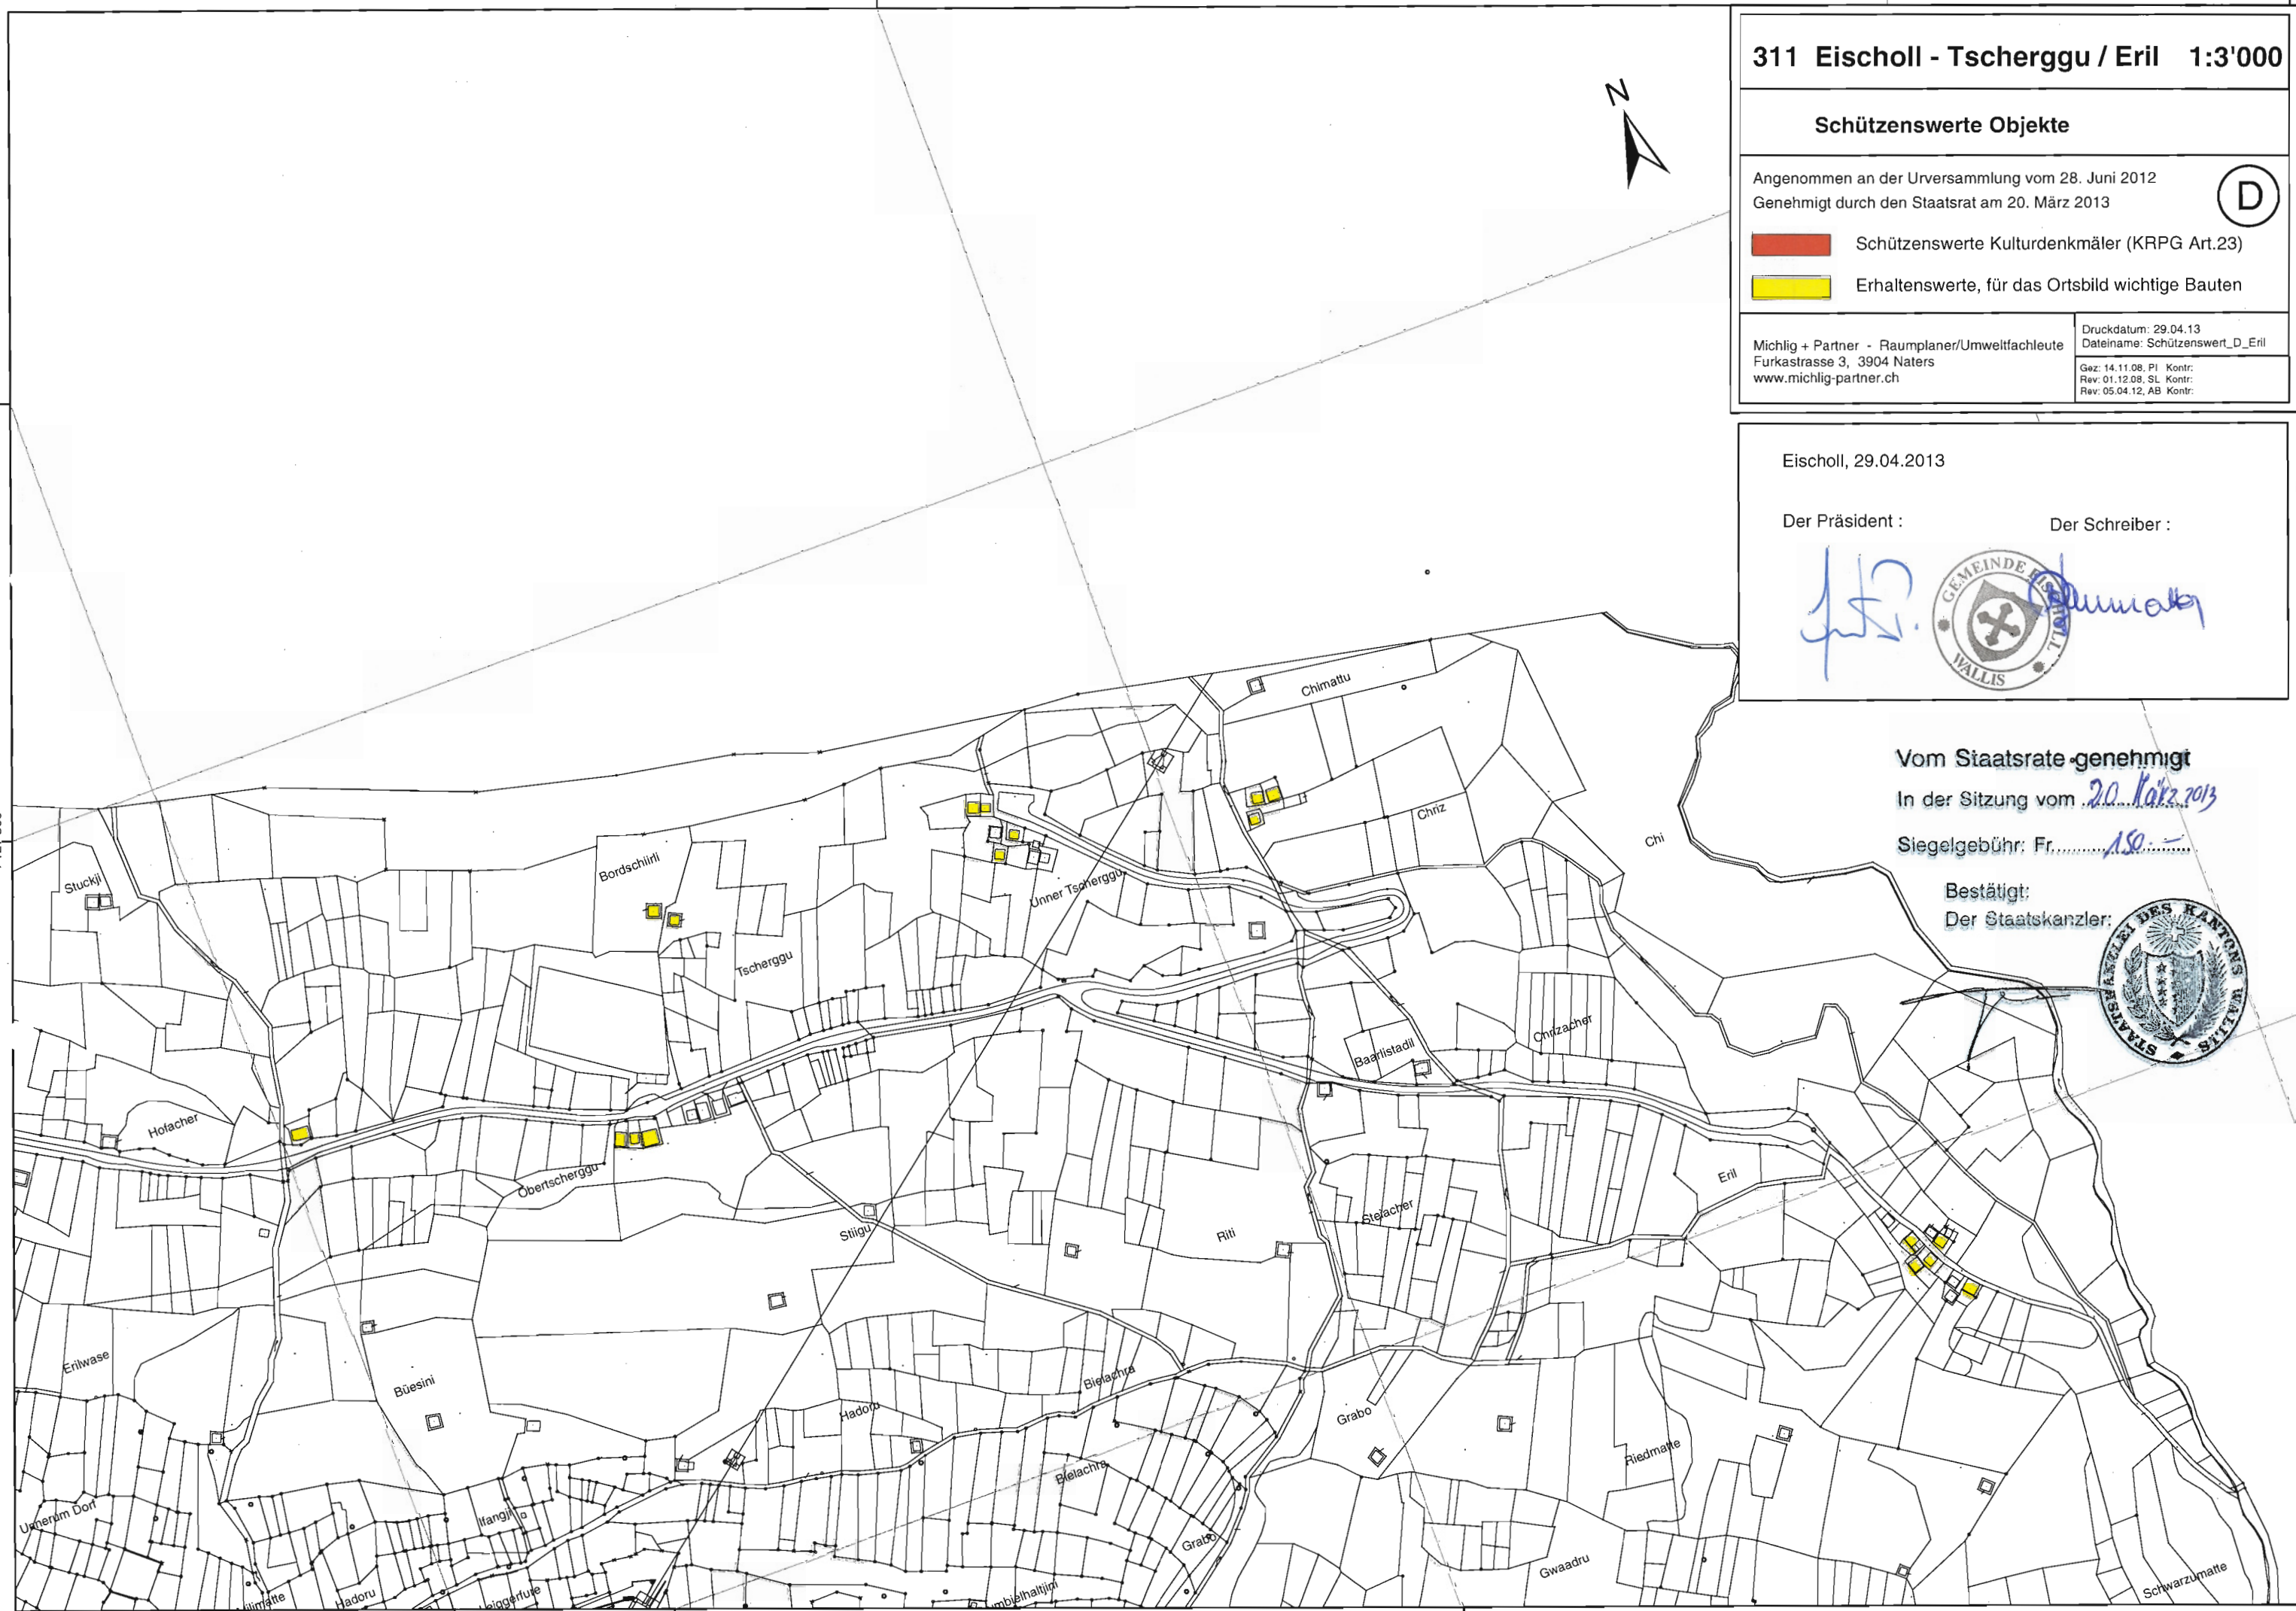 311 Eischoll - Tscherggu / Eril 1:3'000
Schützenswerte Objekte
Angenommen an der Urversammlung vom 28. Juni 2012
Genehmigt durch den Staatsrat am 20. März 2013
D
Schützenswerte Kulturdenkmäler (KRPG Art.23)
Erhaltenswerte, für das Ortsbild wichtige Bauten
Michlig + Partner - Raumplaner/Umweltfachleute
Furkastrasse 3, 3904 Naters
www.michlig-partner.ch
Druckdatum: 29.04.13
Dateiname: Schützenswert_D_Eril
Gez: 14.11.08, PI Kontr:
Rev: 01.12.08, SL Kontr:
Rev: 05.04.12, AB Kontr:
N
Eischoll, 29.04.2013
Der Präsident :
Der Schreiber :
GEMEINDE EISCHOLL
WALLIS
Vom Staatsrate genehmigt
In der Sitzung vom 20. März 2013
Siegelgebühr: Fr. 150.-
Bestätigt:
Der Staatskanzler:
STAATSKANZLEI DES KANTONS WALLIS
Chimattu
Chriz
Chi
Bordschiirli
Stuckji
Unner Tscherggu
Tscherggu
Chrizacher
Baarlistadil
Hofacher
Obertscherggu
Eril
Steiacher
Stiigu
Riti
Erilwase
Büesini
Bielachra
Hadoru
Grabo
Riedmatte
Bielachra
Unnerum Dorf
Ifangji
Grabo
Gwaadru
Schwarzumatte
Hadoru